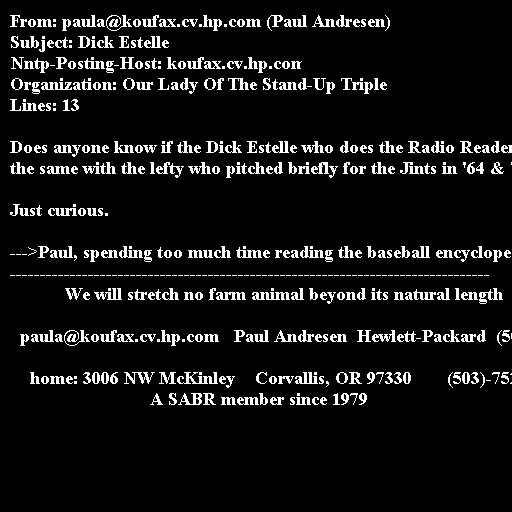 From: paula@koufax.cv.hp.com (Paul Andresen)
Subject: Dick Estelle
Nntp-Posting-Host: koufax.cv.hp.com
Organization: Our Lady Of The Stand-Up Triple
Lines: 13
Does anyone know if the Dick Estelle who does the Radio Reader
the same with the lefty who pitched briefly for the Jints in '64 &
Just curious.
--->Paul, spending too much time reading the baseball encyclope
--------------------------------------------------------------------------------
We will stretch no farm animal beyond its natural length
paula@koufax.cv.hp.com Paul Andresen Hewlett-Packard
home: 3006 NW McKinley Corvallis, OR 97330 (503)-75
A SABR member since 1979